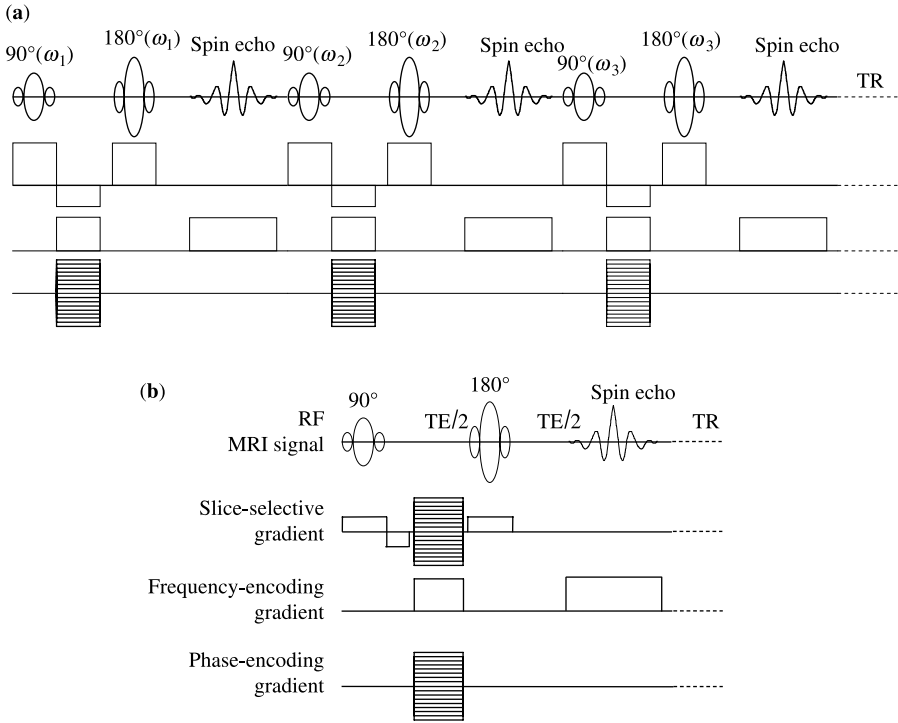 (a)
90°(ω₁) 180°(ω₁) Spin echo 90°(ω₂) 180°(ω₂) Spin echo 90°(ω₃) 180°(ω₃) Spin echo
TR
(b)
90° 180° Spin echo
RF TE/2 TE/2 TR
MRI signal
Slice-selective
gradient
Frequency-encoding
gradient
Phase-encoding
gradient